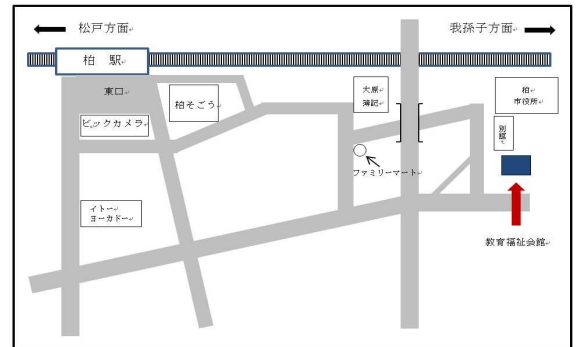 松戸方面
我孫子方面
柏 駅
東口
柏そごう
ビックカメラ
大原
簿記
柏
市役所
別館
ファミリーマート
イトー
ヨーカドー
教育福祉会館